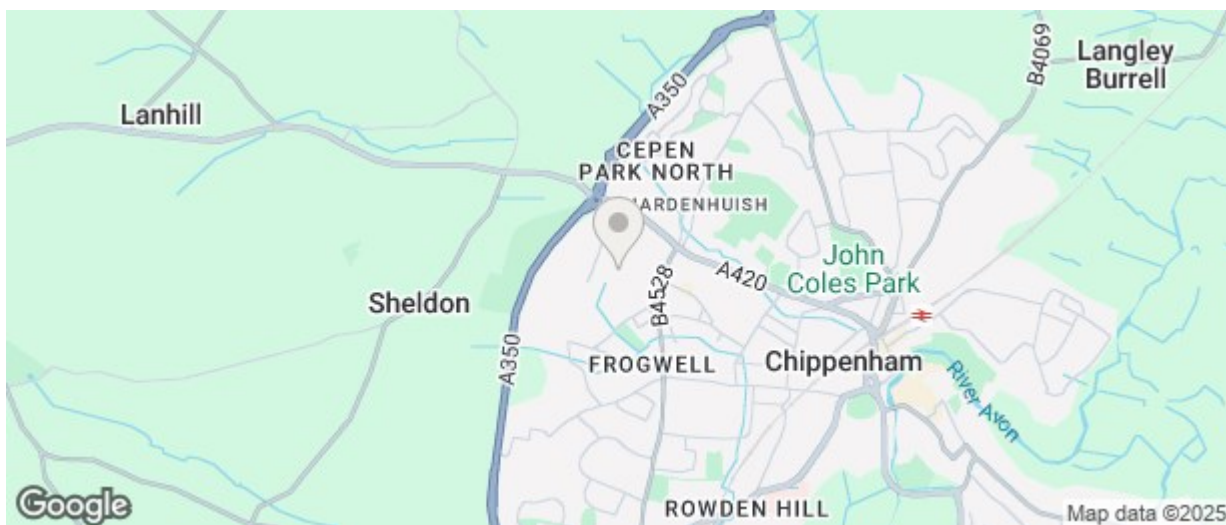 B4069
Langley
Burrell
Lanhill
A350
CEPEN
PARK NORTH
HARDENHUISH
John
Coles Park
A420
B4528
Sheldon
A350
FROGWELL
Chippenham
River Avon
ROWDEN HILL
Google
Map data ©2025